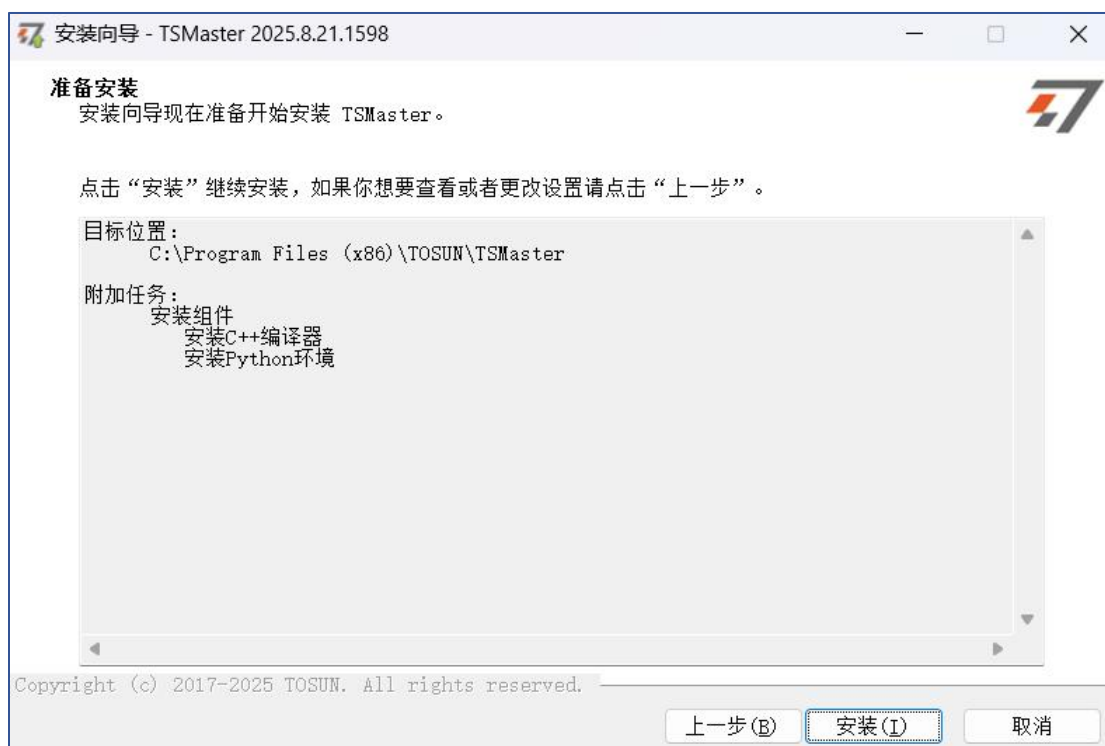 安装向导 - TSMaster 2025.8.21.1598
准备安装
安装向导现在准备开始安装 TSMaster。
点击“安装”继续安装，如果你想要查看或者更改设置请点击“上一步”。
目标位置：
C:\Program Files (x86)\TOSUN\TSMaster
附加任务：
安装组件
安装C++编译器
安装Python环境
Copyright (c) 2017-2025 TOSUN. All rights reserved.
上一步(B) 安装(I) 取消